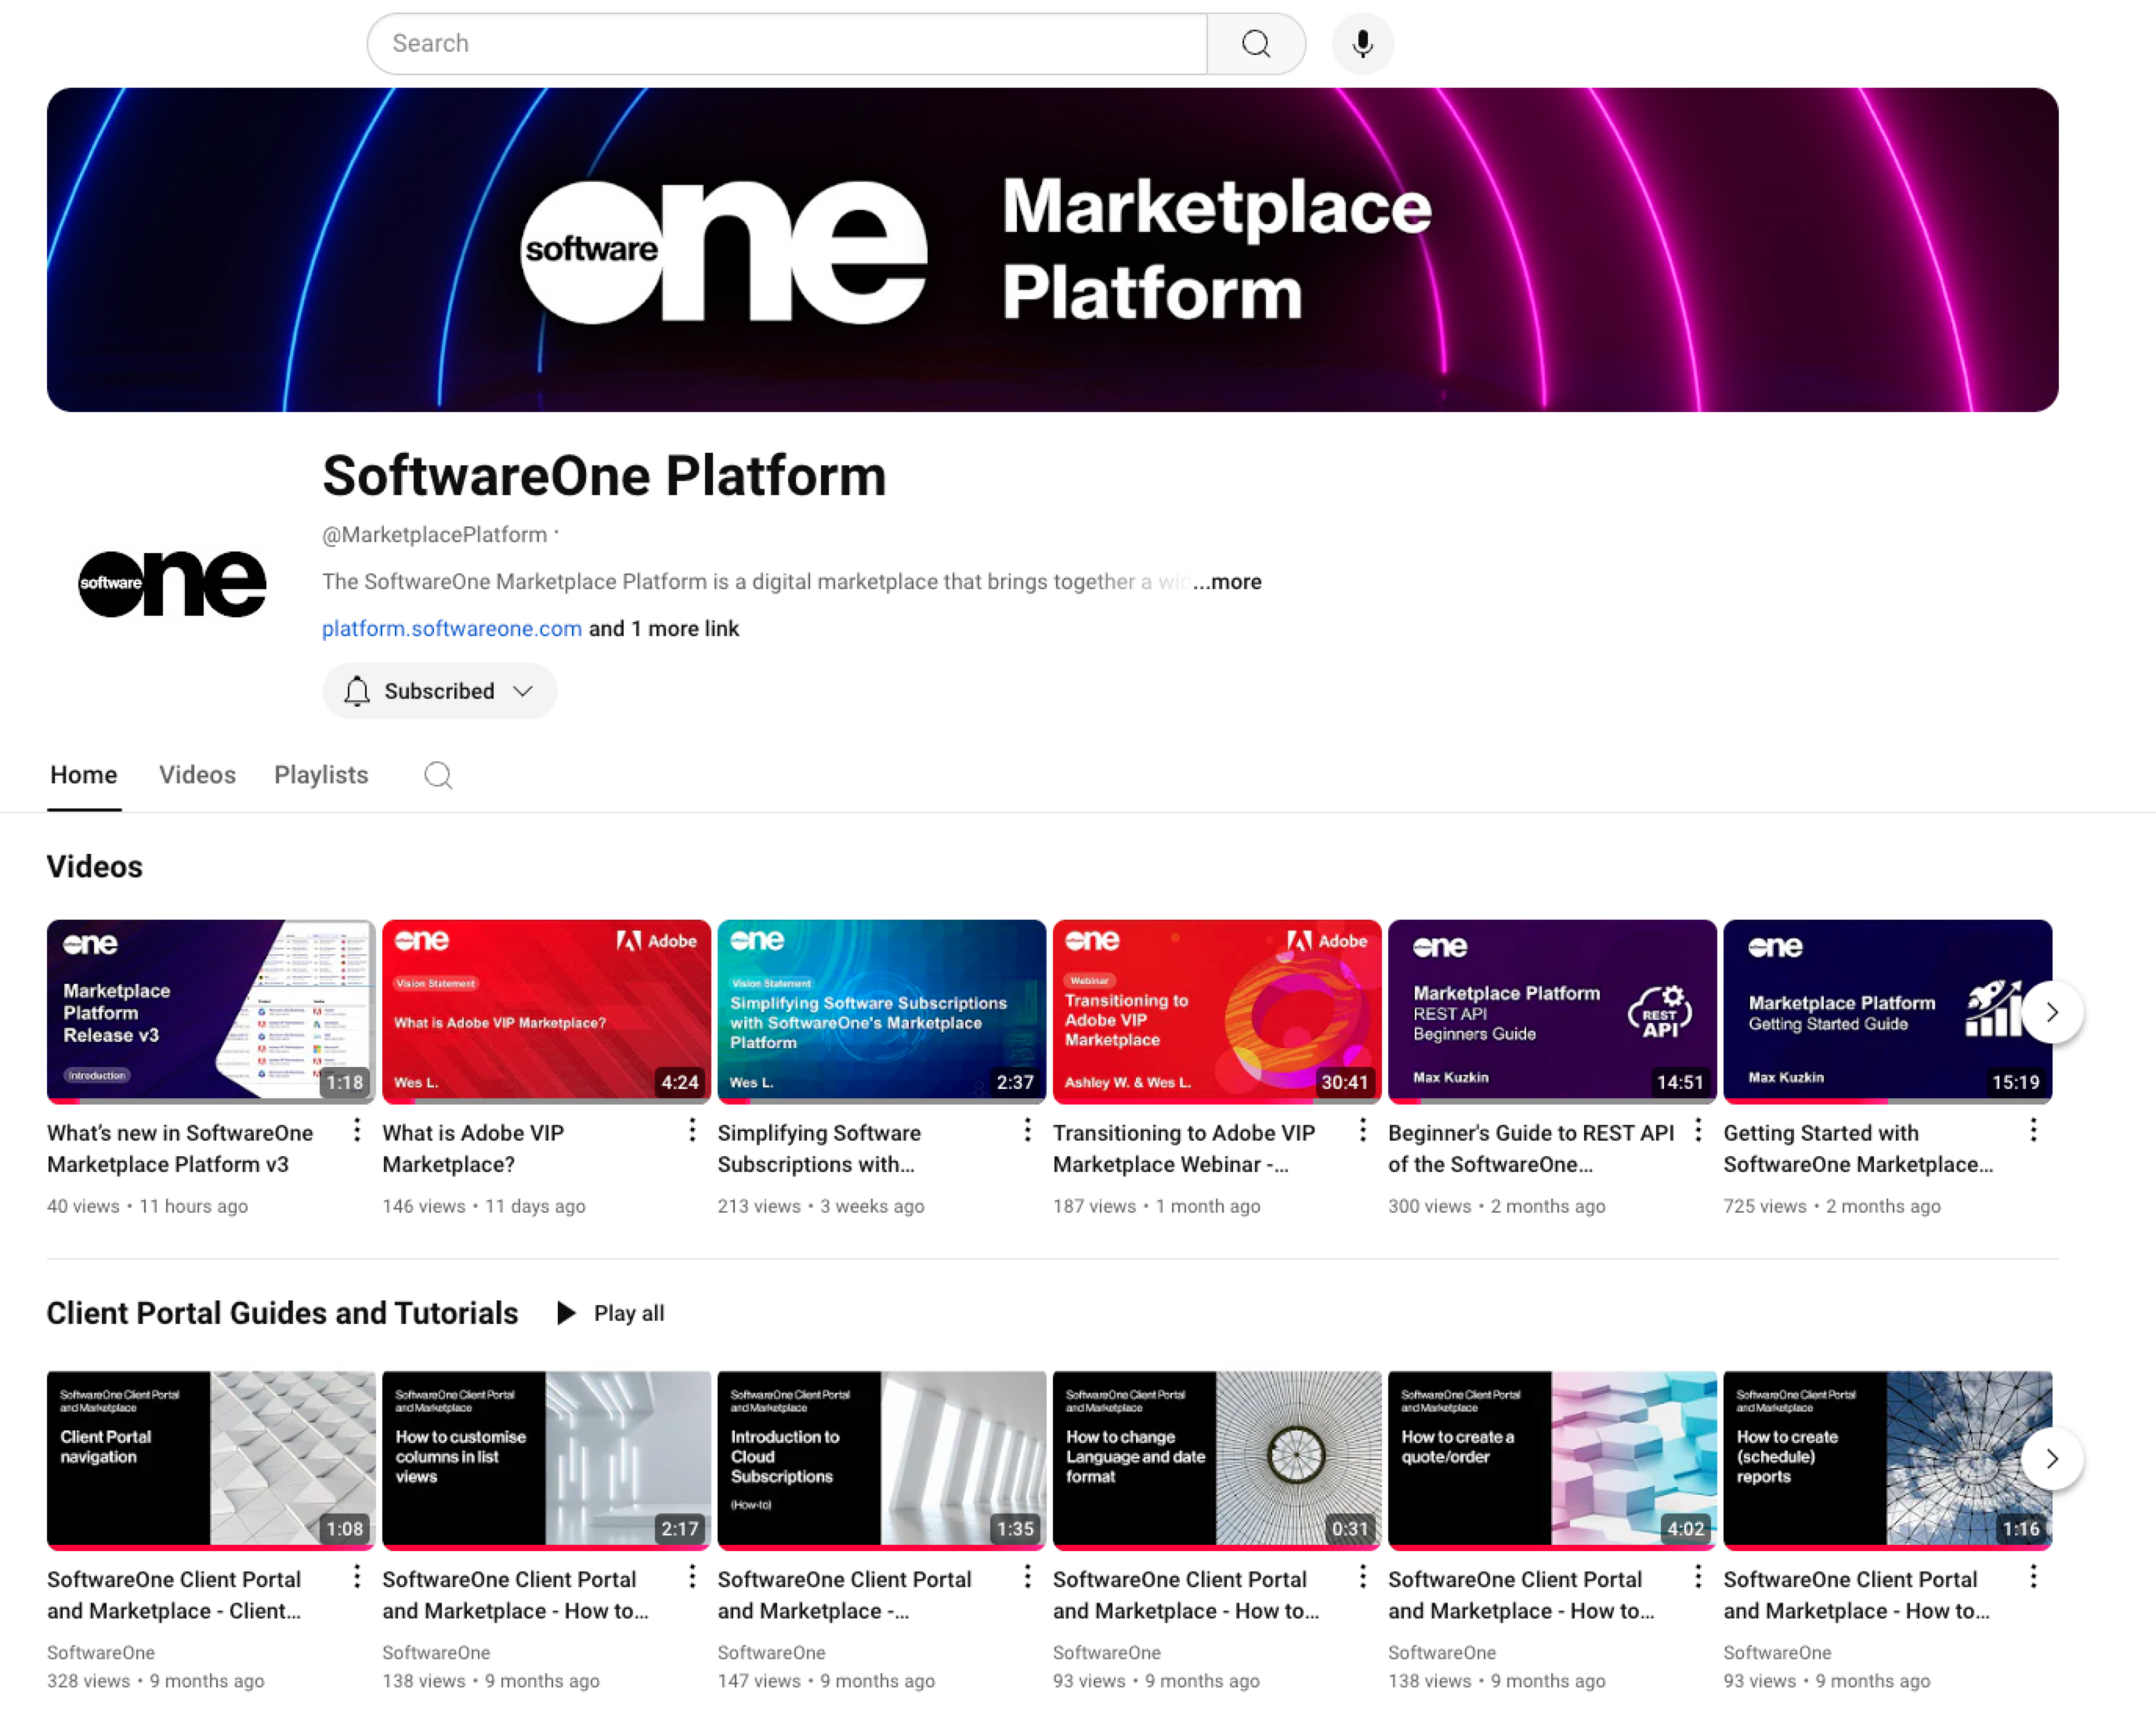 Search
software one
Marketplace
Platform
SoftwareOne Platform
@MarketplacePlatform ·
The SoftwareOne Marketplace Platform is a digital marketplace that brings together a wid...more
platform.softwareone.com and 1 more link
software one
Subscribed
Home Videos Playlists
Videos
one
Marketplace
Platform
Release v3
Introduction
1:18
one
Adobe
Vision Statement
What is Adobe VIP Marketplace?
Wes L.
4:24
one
Vision Statement
Simplifying Software Subscriptions
with SoftwareOne's Marketplace
Platform
Wes L.
2:37
one
Adobe
Webinar
Transitioning to
Adobe VIP
Marketplace
Ashley W. & Wes L.
30:41
one
Marketplace Platform
REST API
Beginners Guide
REST
API
Max Kuzkin
14:51
one
Marketplace Platform
Getting Started Guide
Max Kuzkin
15:19
What's new in SoftwareOne
Marketplace Platform v3
40 views • 11 hours ago
What is Adobe VIP
Marketplace?
146 views • 11 days ago
Simplifying Software
Subscriptions with...
213 views • 3 weeks ago
Transitioning to Adobe VIP
Marketplace Webinar -...
187 views • 1 month ago
Beginner's Guide to REST API
of the SoftwareOne...
300 views • 2 months ago
Getting Started with
SoftwareOne Marketplace...
725 views • 2 months ago
Client Portal Guides and Tutorials
Play all
SoftwareOne Client Portal
and Marketplace
Client Portal
navigation
1:08
SoftwareOne Client Portal
and Marketplace
How to customise
columns in list
views
2:17
SoftwareOne Client Portal
and Marketplace
Introduction to
Cloud
Subscriptions
(How-to)
1:35
SoftwareOne Client Portal
and Marketplace
How to change
Language and date
format
0:31
SoftwareOne Client Portal
and Marketplace
How to create a
quote/order
4:02
SoftwareOne Client Portal
and Marketplace
How to create
(schedule)
reports
1:16
SoftwareOne Client Portal
and Marketplace - Client...
SoftwareOne
328 views • 9 months ago
SoftwareOne Client Portal
and Marketplace - How to...
SoftwareOne
138 views • 9 months ago
SoftwareOne Client Portal
and Marketplace -...
SoftwareOne
147 views • 9 months ago
SoftwareOne Client Portal
and Marketplace - How to...
SoftwareOne
93 views • 9 months ago
SoftwareOne Client Portal
and Marketplace - How to...
SoftwareOne
138 views • 9 months ago
SoftwareOne Client Portal
and Marketplace - How to...
SoftwareOne
93 views • 9 months ago